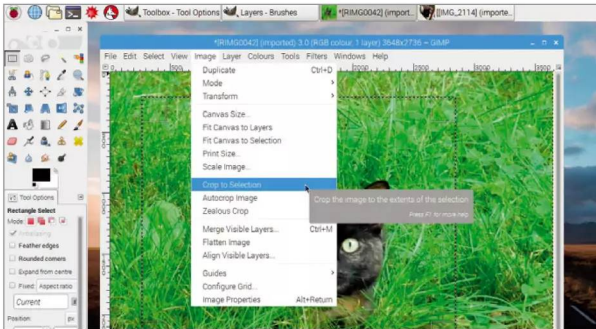 Toolbox - Tool Options
Layers - Brushes
*[RIMG0042] (import...
[[IMG_2114] (importe...
*[RIMG0042] (imported) 3.0 (RGB colour, 1 layer) 3648x2736 – GIMP
File Edit Select View Image Layer Colours Tools Filters Windows Help
Duplicate Ctrl+D
Mode
Transform
Canvas Size...
Fit Canvas to Layers
Fit Canvas to Selection
Print Size...
Scale Image...
Crop to Selection
Autocrop Image
Zealous Crop
Crop the image to the extents of the selection
Press F1 for more help
Merge Visible Layers... Ctrl+M
Flatten Image
Align Visible Layers...
Guides
Configure Grid...
Image Properties Alt+Return
Tool Options
Rectangle Select
Mode:
Antialiasing
Feather edges
Rounded corners
Expand from centre
Fixed: Aspect ratio
Current
Position: px